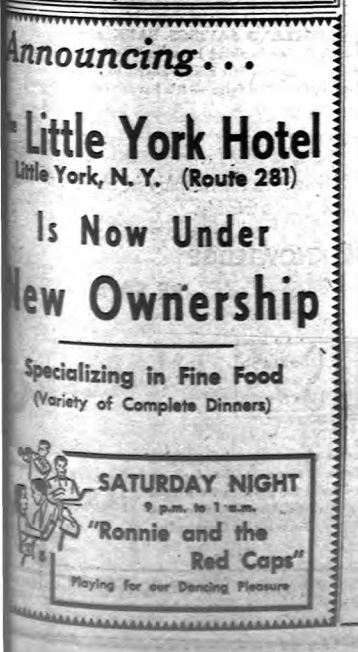 Announcing...
The Little York Hotel
Little York, N. Y. (Route 281)
Is Now Under
New Ownership
Specializing in Fine Food
(Variety of Complete Dinners)
SATURDAY NIGHT
9 p.m. to 1 a.m.
"Ronnie and the
Red Caps"
Playing for our Dancing Pleasure